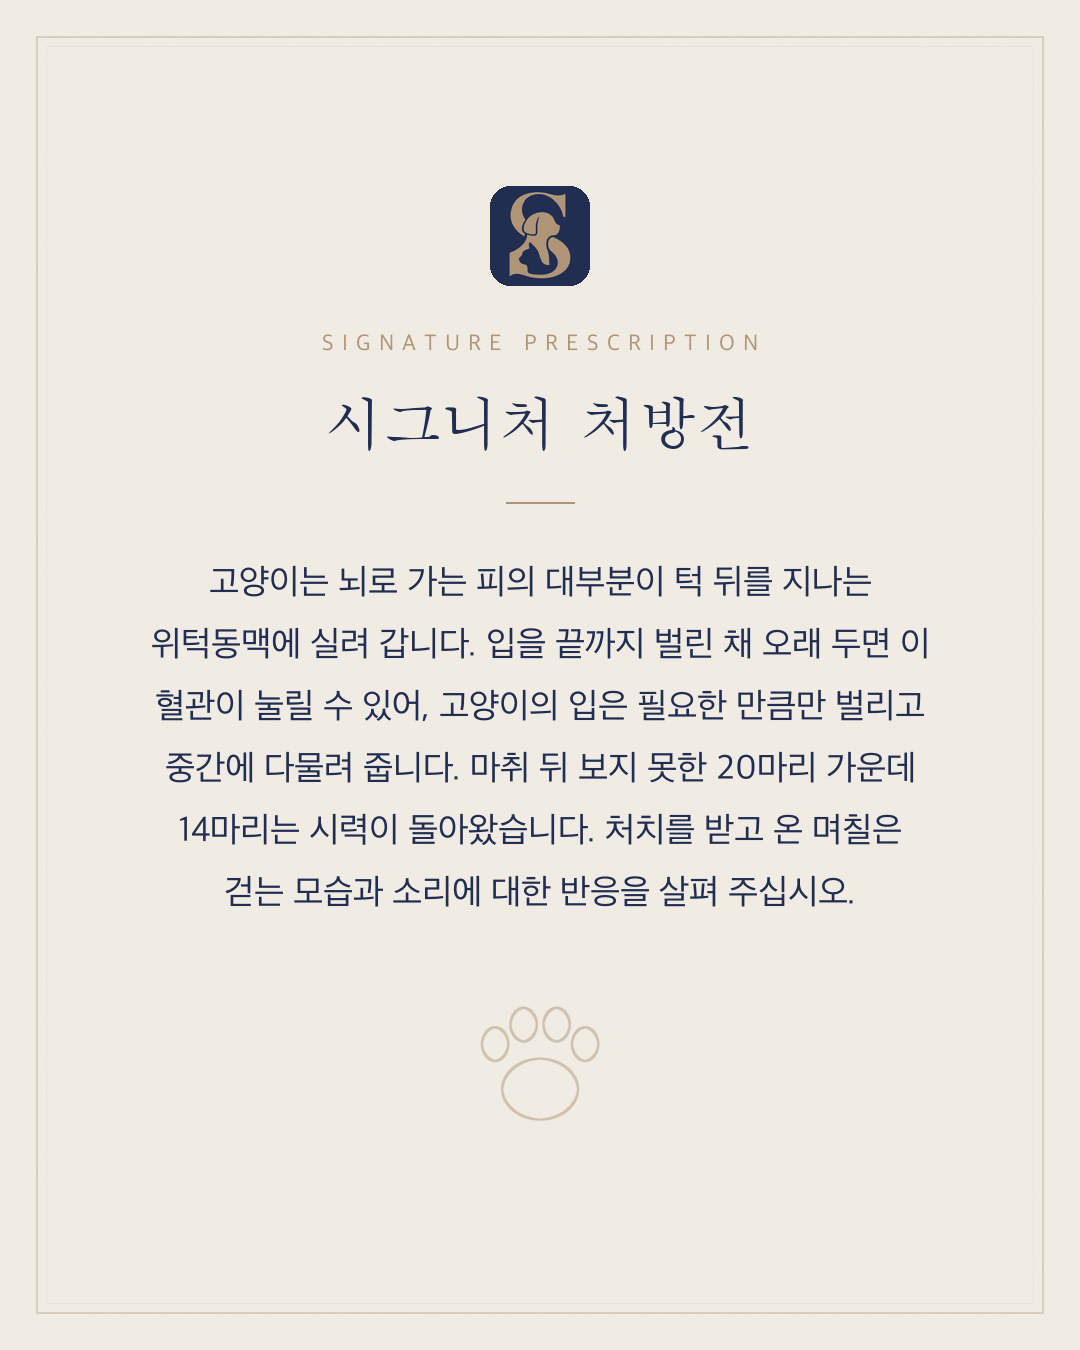 S
SIGNATURE PRESCRIPTION
시그니처 처방전
고양이는 뇌로 가는 피의 대부분이 턱 뒤를 지나는
위턱동맥에 실려 갑니다. 입을 끝까지 벌린 채 오래 두면 이
혈관이 눌릴 수 있어, 고양이의 입은 필요한 만큼만 벌리고
중간에 다물려 줍니다. 마취 뒤 보지 못한 20마리 가운데
14마리는 시력이 돌아왔습니다. 처치를 받고 온 며칠은
걷는 모습과 소리에 대한 반응을 살펴 주십시오.